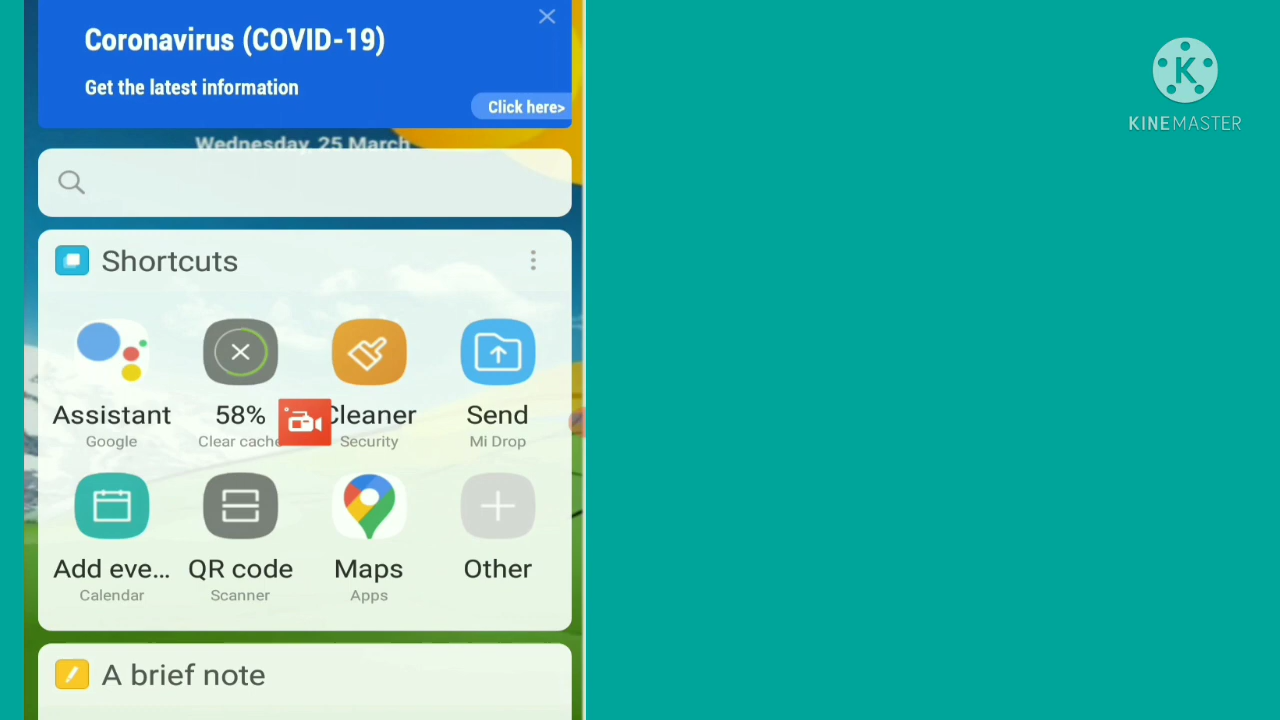 Coronavirus (COVID-19)
Get the latest information
Click here>
Wednesday, 25 March
KINEMASTER
Shortcuts
Assistant 58% Cleaner Send
Google Clear cache Security Mi Drop
Add eve... QR code Maps Other
Calendar Scanner Apps
A brief note